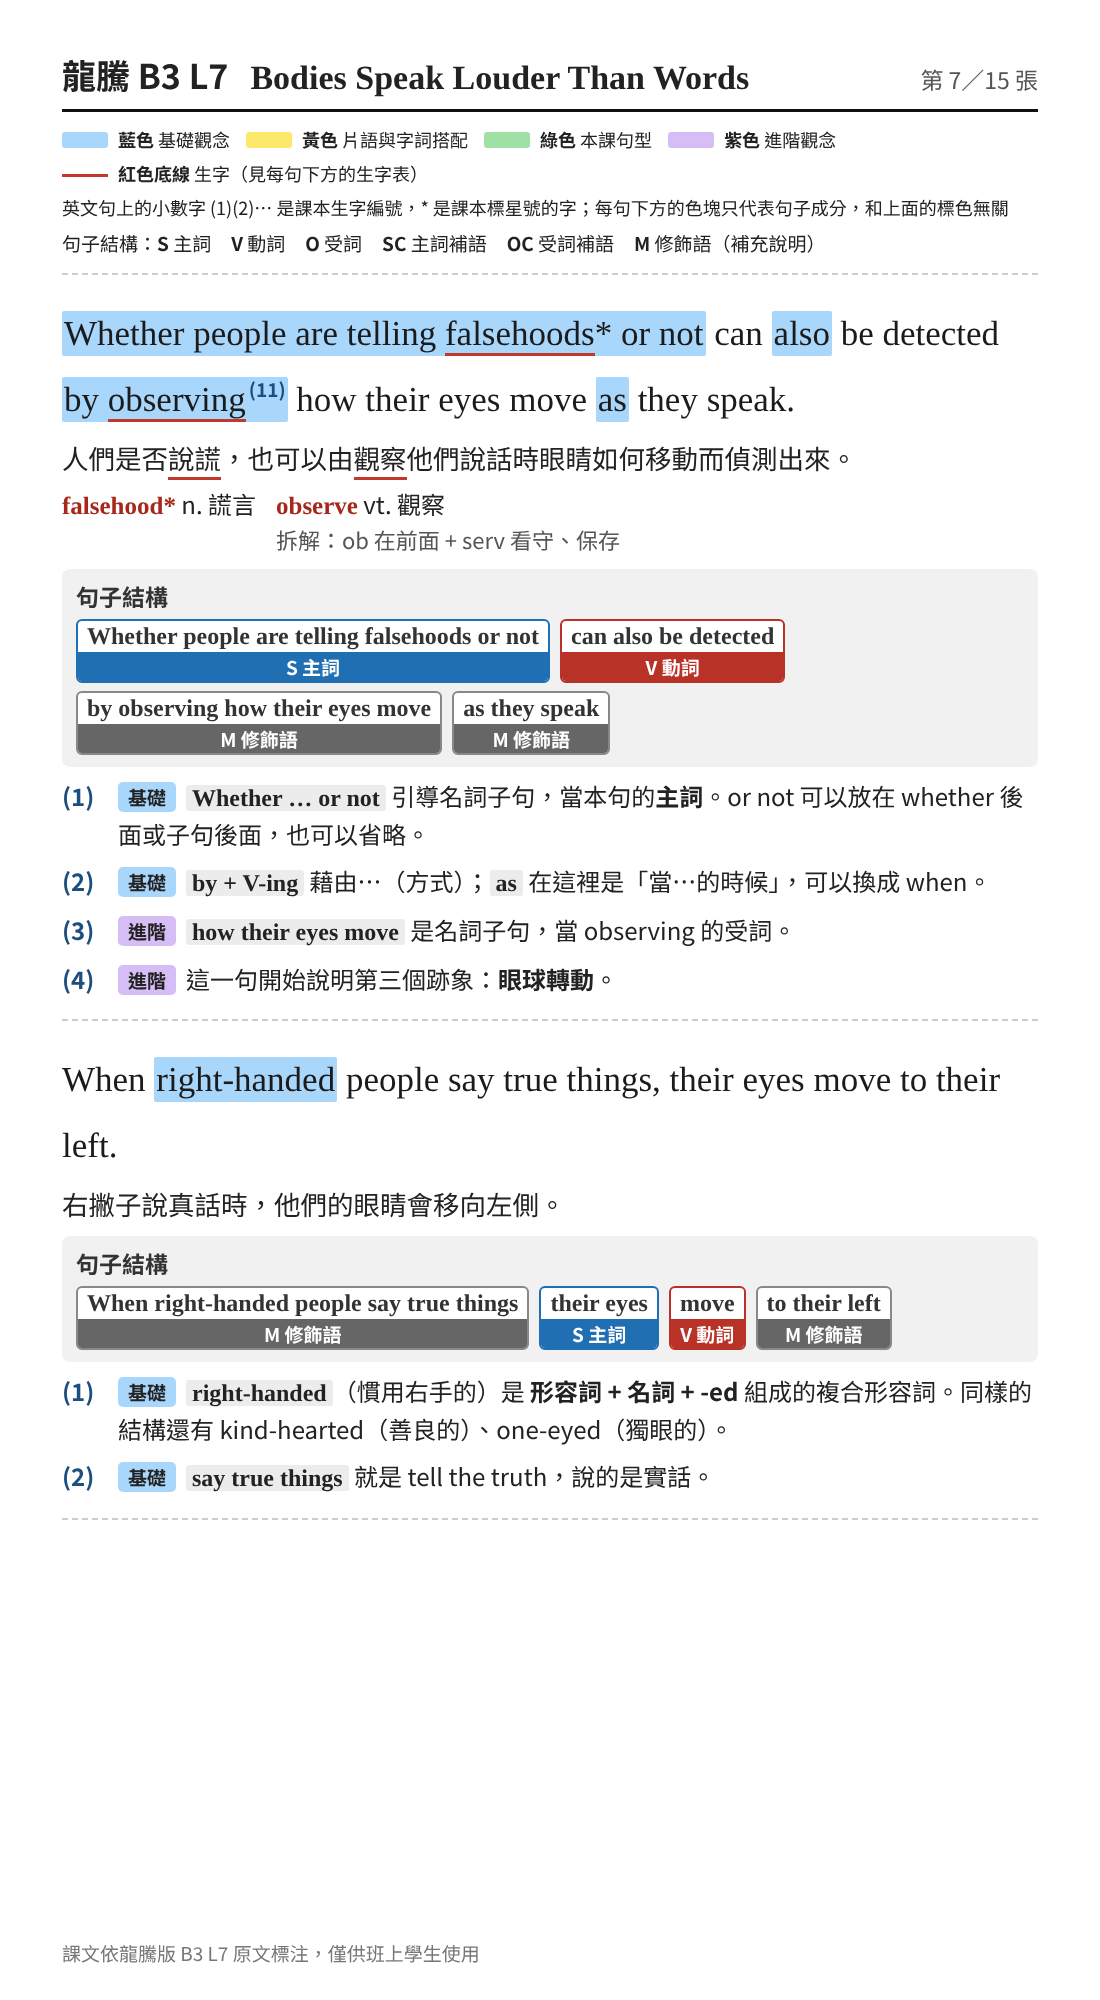 龍騰 B3 L7 Bodies Speak Louder Than Words 第 7／15 張
藍色 基礎觀念 黃色 片語與字詞搭配 綠色 本課句型 紫色 進階觀念
紅色底線 生字（見每句下方的生字表）
英文句上的小數字 (1)(2)… 是課本生字編號，* 是課本標星號的字；每句下方的色塊只代表句子成分，和上面的標色無關
句子結構：S 主詞 V 動詞 O 受詞 SC 主詞補語 OC 受詞補語 M 修飾語（補充說明）
Whether people are telling falsehoods* or not can also be detected
by observing(11) how their eyes move as they speak.
人們是否說謊，也可以由觀察他們說話時眼睛如何移動而偵測出來。
falsehood* n. 謊言 observe vt. 觀察
拆解：ob 在前面 + serv 看守、保存
句子結構
Whether people are telling falsehoods or not can also be detected
S 主詞 V 動詞
by observing how their eyes move as they speak
M 修飾語 M 修飾語
(1) 基礎 Whether … or not 引導名詞子句，當本句的主詞。or not 可以放在 whether 後
面或子句後面，也可以省略。
(2) 基礎 by + V-ing 藉由…（方式）；as 在這裡是「當…的時候」，可以換成 when。
(3) 進階 how their eyes move 是名詞子句，當 observing 的受詞。
(4) 進階 這一句開始說明第三個跡象：眼球轉動。
When right-handed people say true things, their eyes move to their
left.
右撇子說真話時，他們的眼睛會移向左側。
句子結構
When right-handed people say true things their eyes move to their left
M 修飾語 S 主詞 V 動詞 M 修飾語
(1) 基礎 right-handed（慣用右手的）是 形容詞 + 名詞 + -ed 組成的複合形容詞。同樣的
結構還有 kind-hearted（善良的）、one-eyed（獨眼的）。
(2) 基礎 say true things 就是 tell the truth，說的是實話。
課文依龍騰版 B3 L7 原文標注，僅供班上學生使用